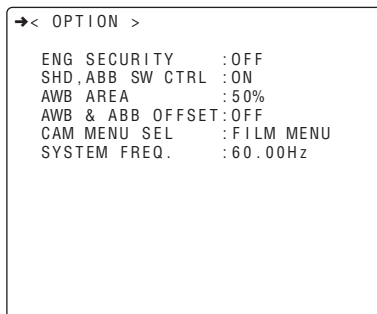 ➔< OPTION >
ENG SECURITY :OFF
SHD,ABB SW CTRL :ON
AWB AREA :50%
AWB & ABB OFFSET:OFF
CAM MENU SEL :FILM MENU
SYSTEM FREQ. :60.00Hz